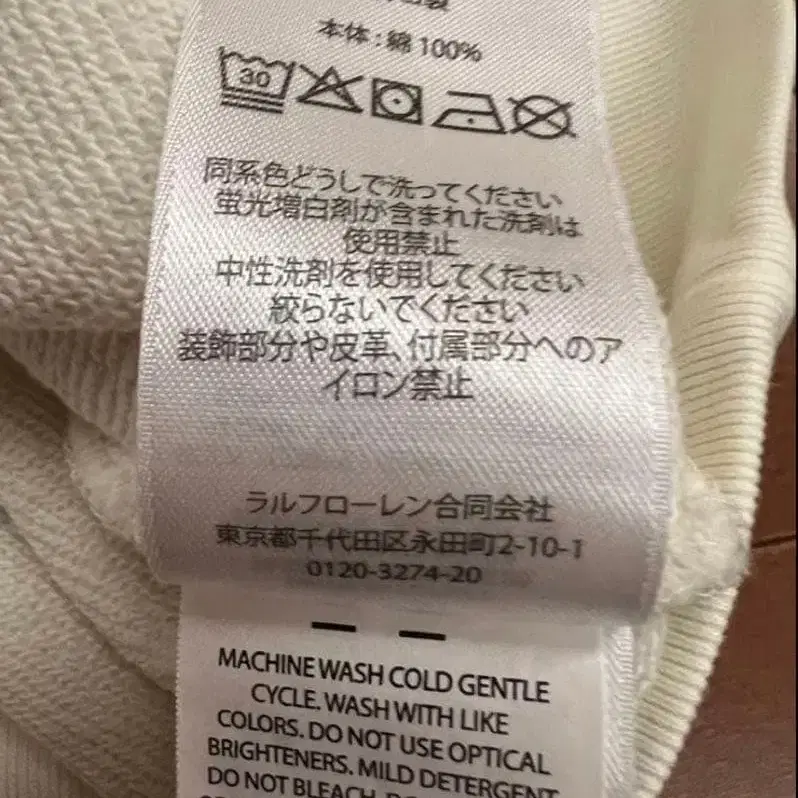 本体：綿 100%
30
同系色どうしで洗ってください
蛍光増白剤が含まれた洗剤は
使用禁止
中性洗剤を使用してください
絞らないでください
装飾部分や皮革、付属部分へのア
イロン禁止
ラルフローレン合同会社
東京都千代田区永田町2-10-1
0120-3274-20
MACHINE WASH COLD GENTLE
CYCLE. WASH WITH LIKE
COLORS. DO NOT USE OPTICAL
BRIGHTENERS. MILD DETERGENT
DO NOT BLEACH.